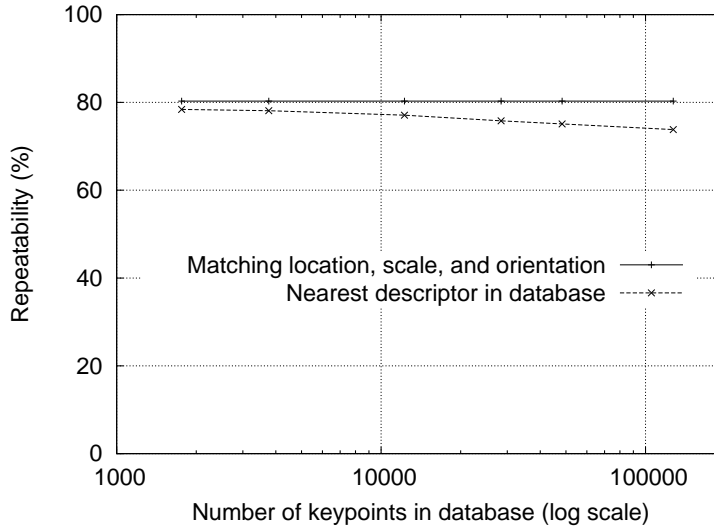 100
80
60
40
20
0
Repeatability (%)
Matching location, scale, and orientation
Nearest descriptor in database
1000 10000 100000
Number of keypoints in database (log scale)